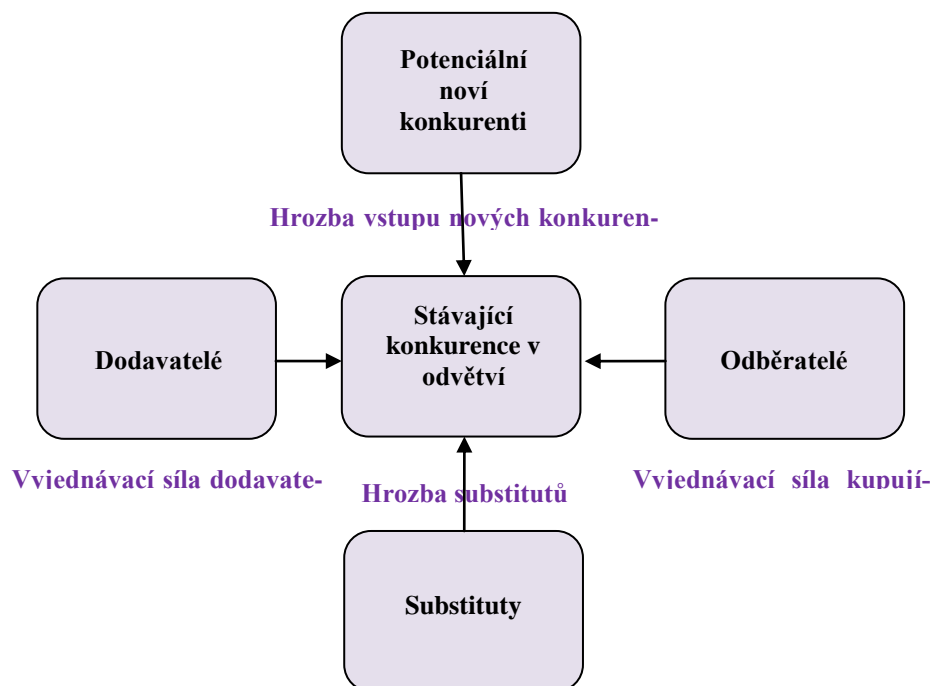 Potenciální
noví
konkurenti
Hrozba vstupu nových konkuren-
Dodavatelé
Stávající
konkurence v
odvětví
Odběratelé
Vyjednávací síla dodavate-
Hrozba substitutů
Vyjednávací síla kupují-
Substituty